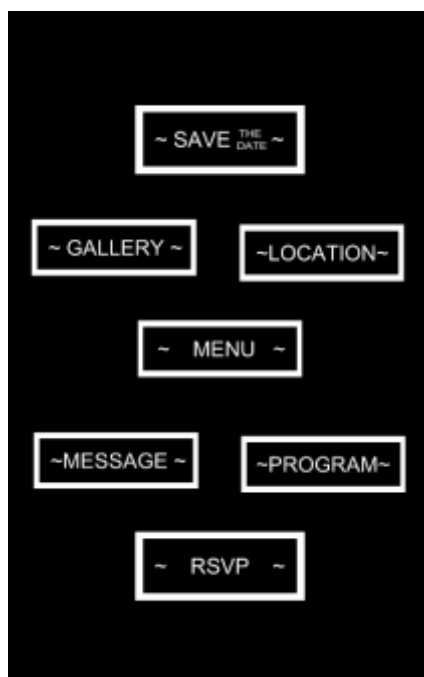 ~ SAVE THE DATE ~
~ GALLERY ~
~LOCATION~
~ MENU ~
~MESSAGE ~
~PROGRAM~
~ RSVP ~